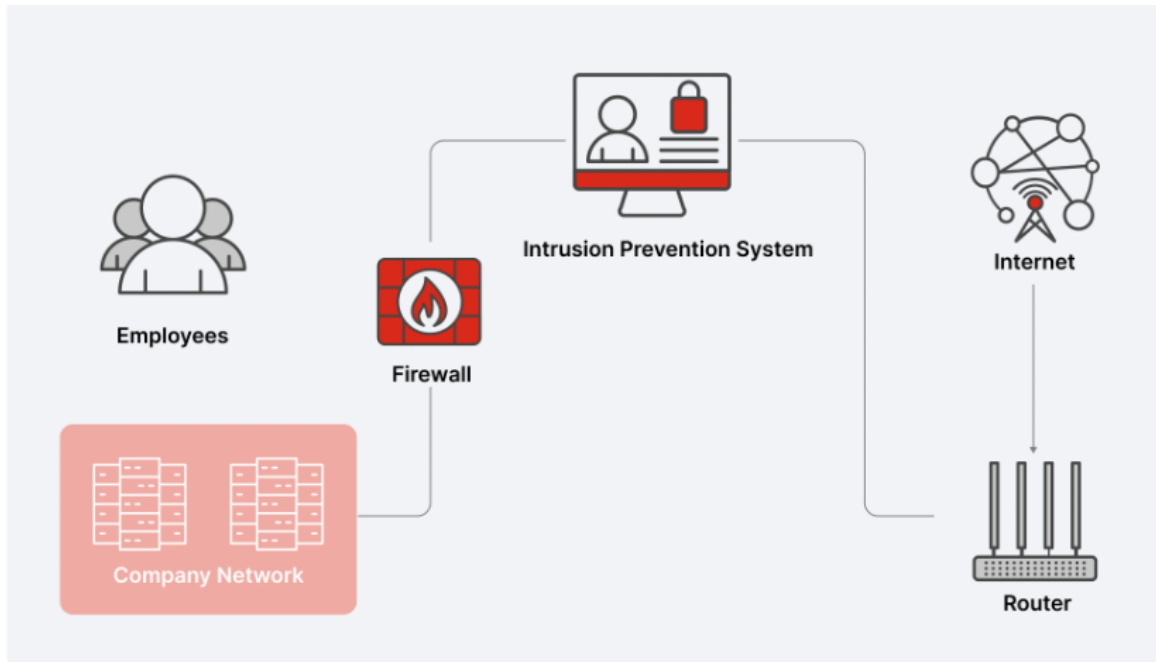 Intrusion Prevention System
Internet
Employees
Firewall
Company Network
Router